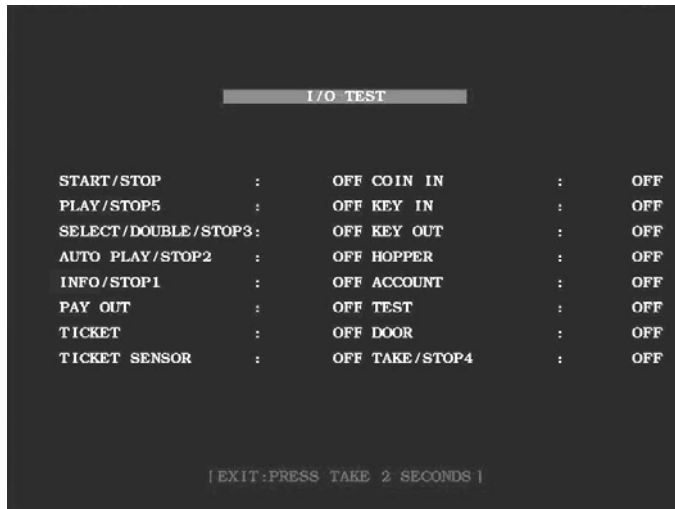 I/O TEST
START/STOP : OFF COIN IN : OFF
PLAY/STOP5 : OFF KEY IN : OFF
SELECT/DOUBLE/STOP3: OFF KEY OUT : OFF
AUTO PLAY/STOP2 : OFF HOPPER : OFF
INFO/STOP1 : OFF ACCOUNT : OFF
PAY OUT : OFF TEST : OFF
TICKET : OFF DOOR : OFF
TICKET SENSOR : OFF TAKE/STOP4 : OFF
[EXIT:PRESS TAKE 2 SECONDS]